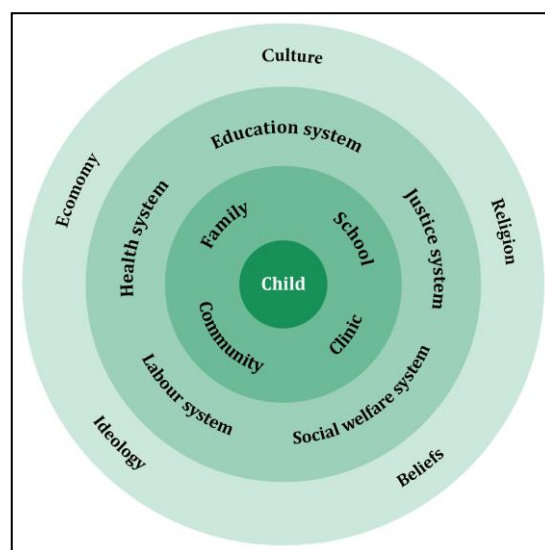 Culture
Education system
Economy
Religion
Health system
Justice system
Family
School
Child
Community
Clinic
Labour system
Social welfare system
Ideology
Beliefs